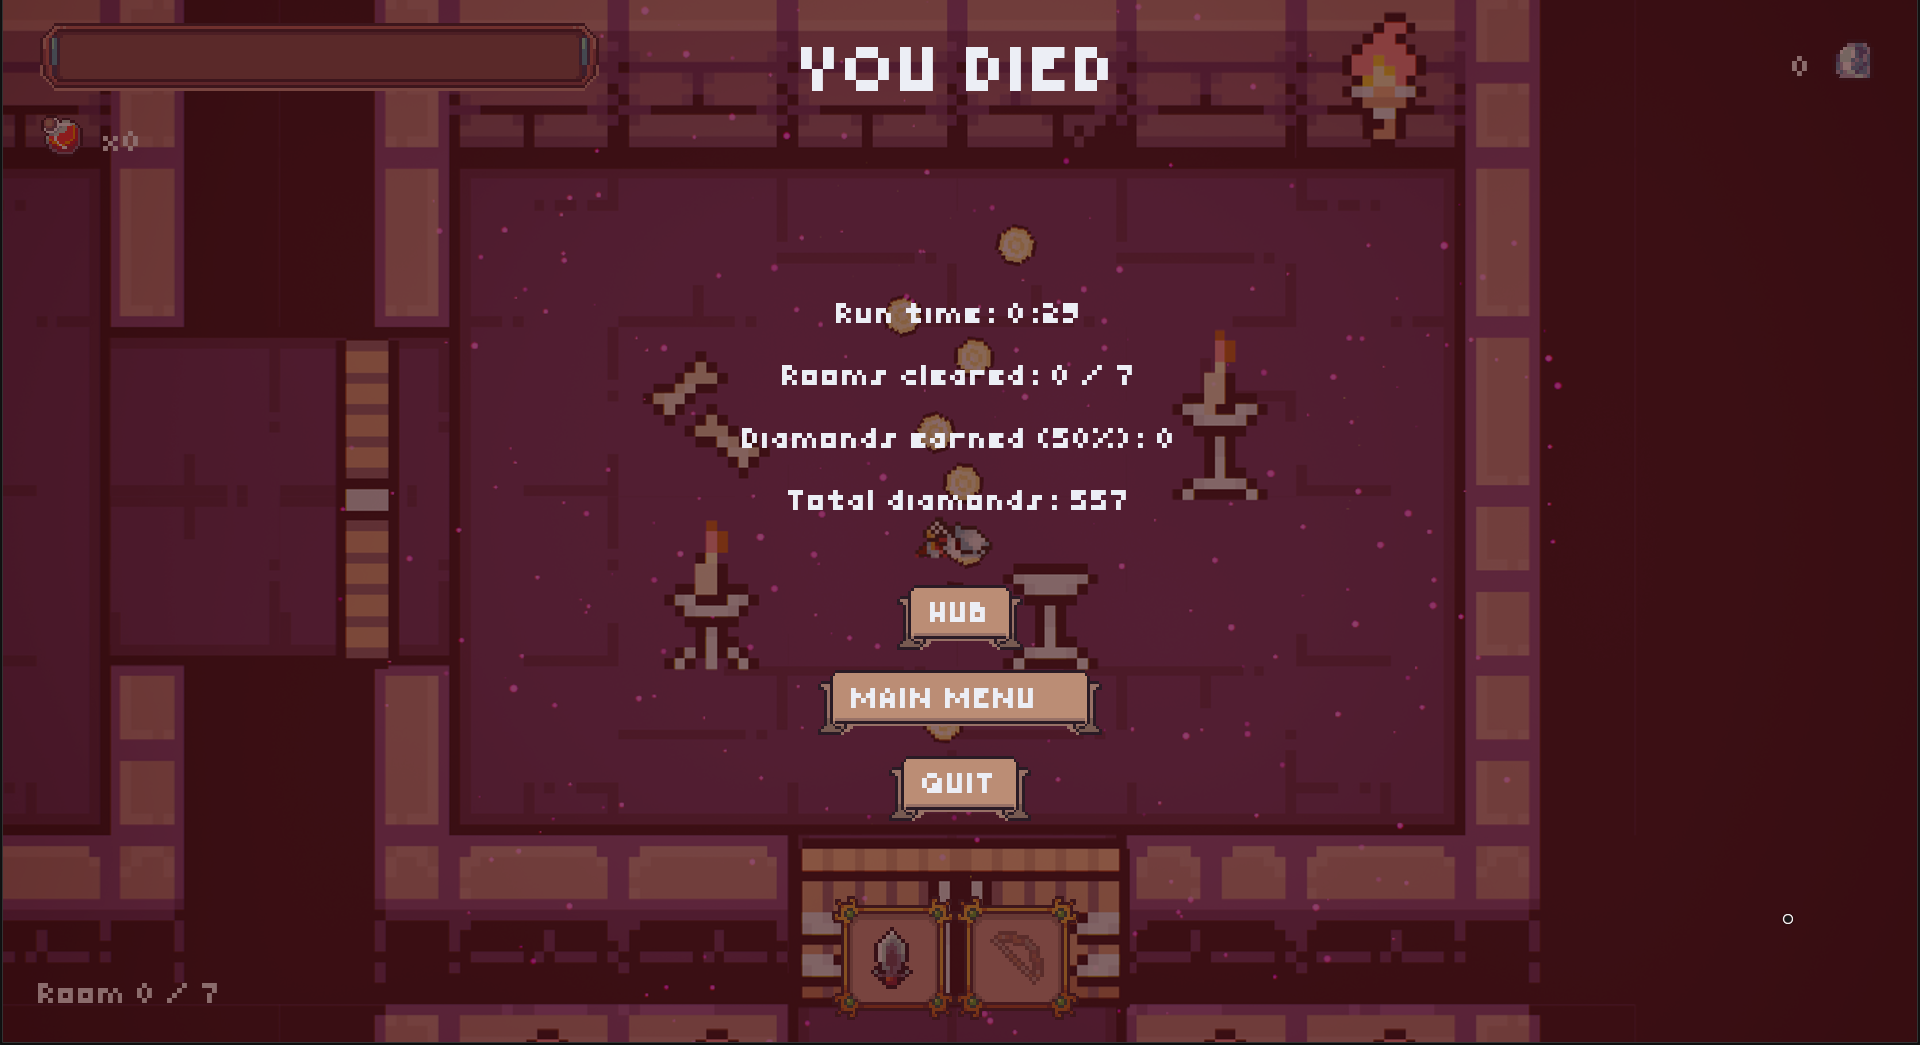 YOU DIED
0
x0
Run time: 0:29
Rooms cleared: 0 / 7
Diamonds earned (50%): 0
Total diamonds: 557
HUB
MAIN MENU
QUIT
Room 0 / 7